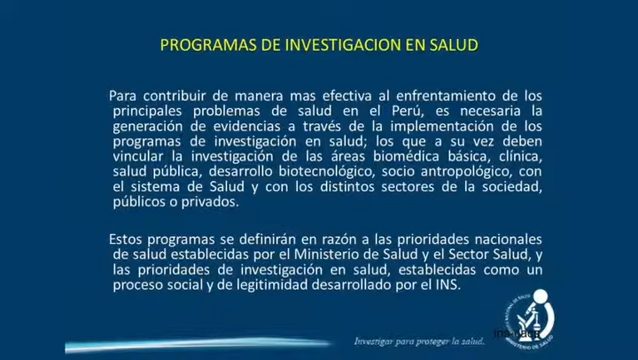 PROGRAMAS DE INVESTIGACION EN SALUD
Para contribuir de manera mas efectiva al enfrentamiento de los
principales problemas de salud en el Perú, es necesaria la
generación de evidencias a través de la implementación de los
programas de investigación en salud; los que a su vez deben
vincular la investigación de las áreas biomédica básica, clínica,
salud pública, desarrollo biotecnológico, socio antropológico, con
el sistema de Salud y con los distintos sectores de la sociedad,
públicos o privados.
Estos programas se definirán en razón a las prioridades nacionales
de salud establecidas por el Ministerio de Salud y el Sector Salud, y
las prioridades de investigación en salud, establecidas como un
proceso social y de legitimidad desarrollado por el INS.
Investigar para proteger la salud.